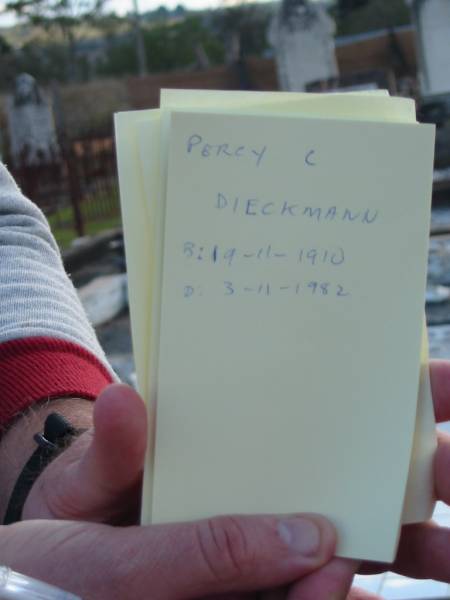 PERCY C
DIECKMANN
B: 19-11-1910
D: 3-11-1982